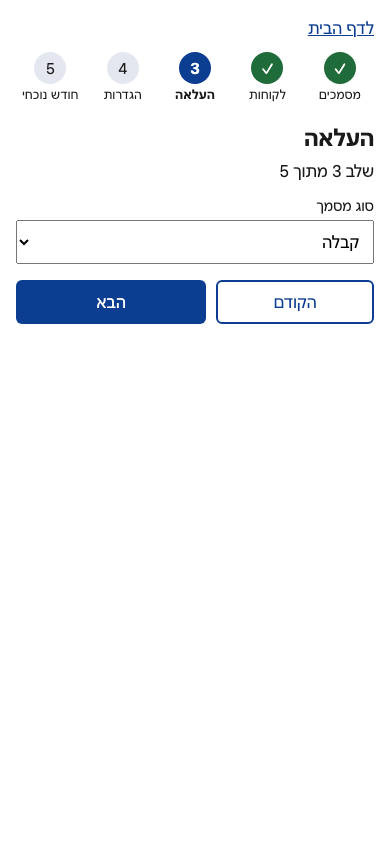 לדף הבית
3 4 5
מסמכים לקוחות העלאה הגדרות חודש נוכחי
העלאה
שלב 3 מתוך 5
סוג מסמך
קבלה
הקודם הבא